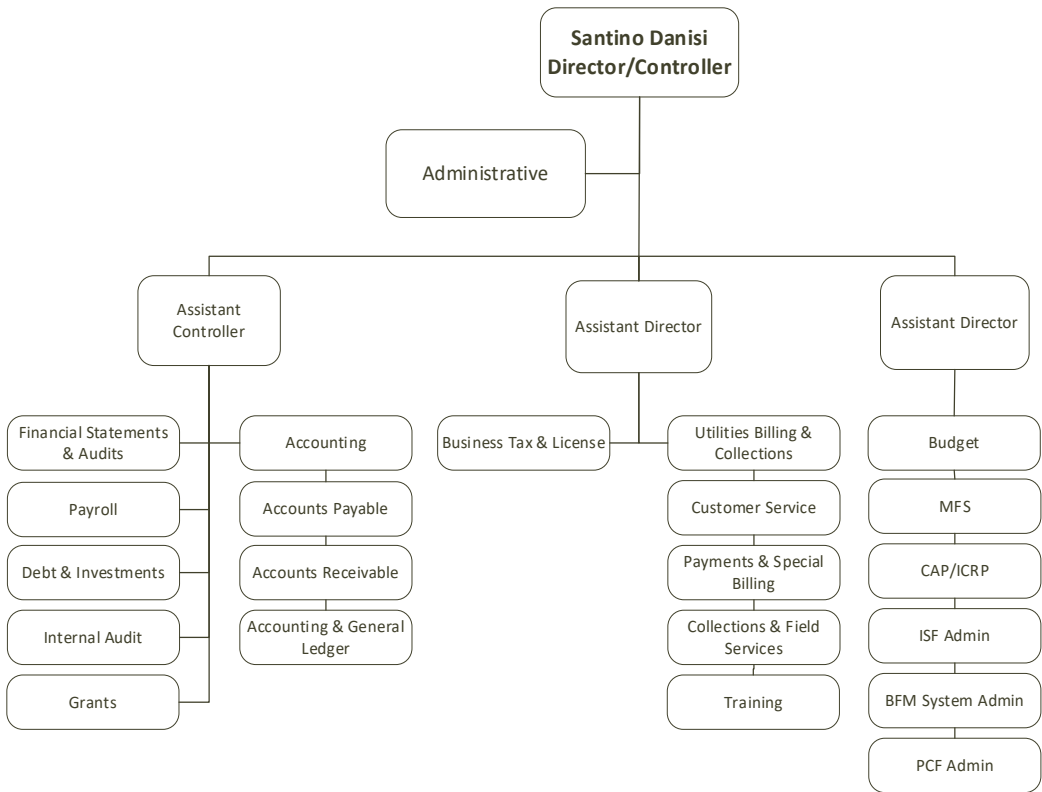 Santino Danisi
Director/Controller
Administrative
Assistant
Controller
Assistant Director
Assistant Director
Financial Statements
& Audits
Payroll
Debt & Investments
Internal Audit
Grants
Accounting
Accounts Payable
Accounts Receivable
Accounting & General
Ledger
Business Tax & License
Utilities Billing &
Collections
Customer Service
Payments & Special
Billing
Collections & Field
Services
Training
Budget
MFS
CAP/ICRP
ISF Admin
BFM System Admin
PCF Admin